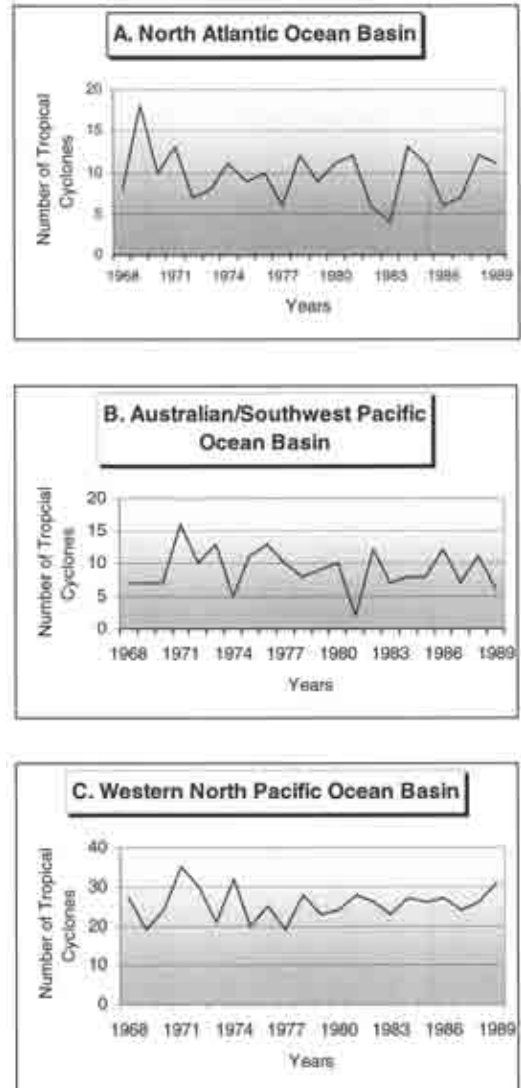 A. North Atlantic Ocean Basin
Number of Tropical
Cyclones
20
15
10
5
0
1968 1971 1974 1977 1980 1983 1986 1989
Years
B. Australian/Southwest Pacific
Ocean Basin
Number of Tropcial
Cyclones
20
15
10
5
0
1968 1971 1974 1977 1980 1983 1986 1989
Years
C. Western North Pacific Ocean Basin
Number of Tropical
Cyclones
40
30
20
10
0
1968 1971 1974 1977 1980 1983 1986 1989
Years